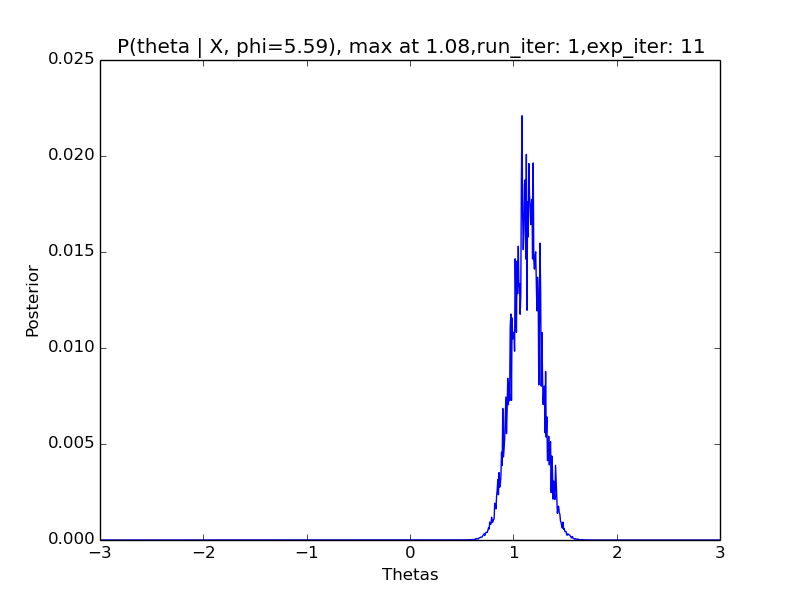 P(theta | X, phi=5.59), max at 1.08,run_iter: 1,exp_iter: 11
0.025
0.020
0.015
0.010
0.005
0.000
Posterior
−3 −2 −1 0 1 2 3
Thetas